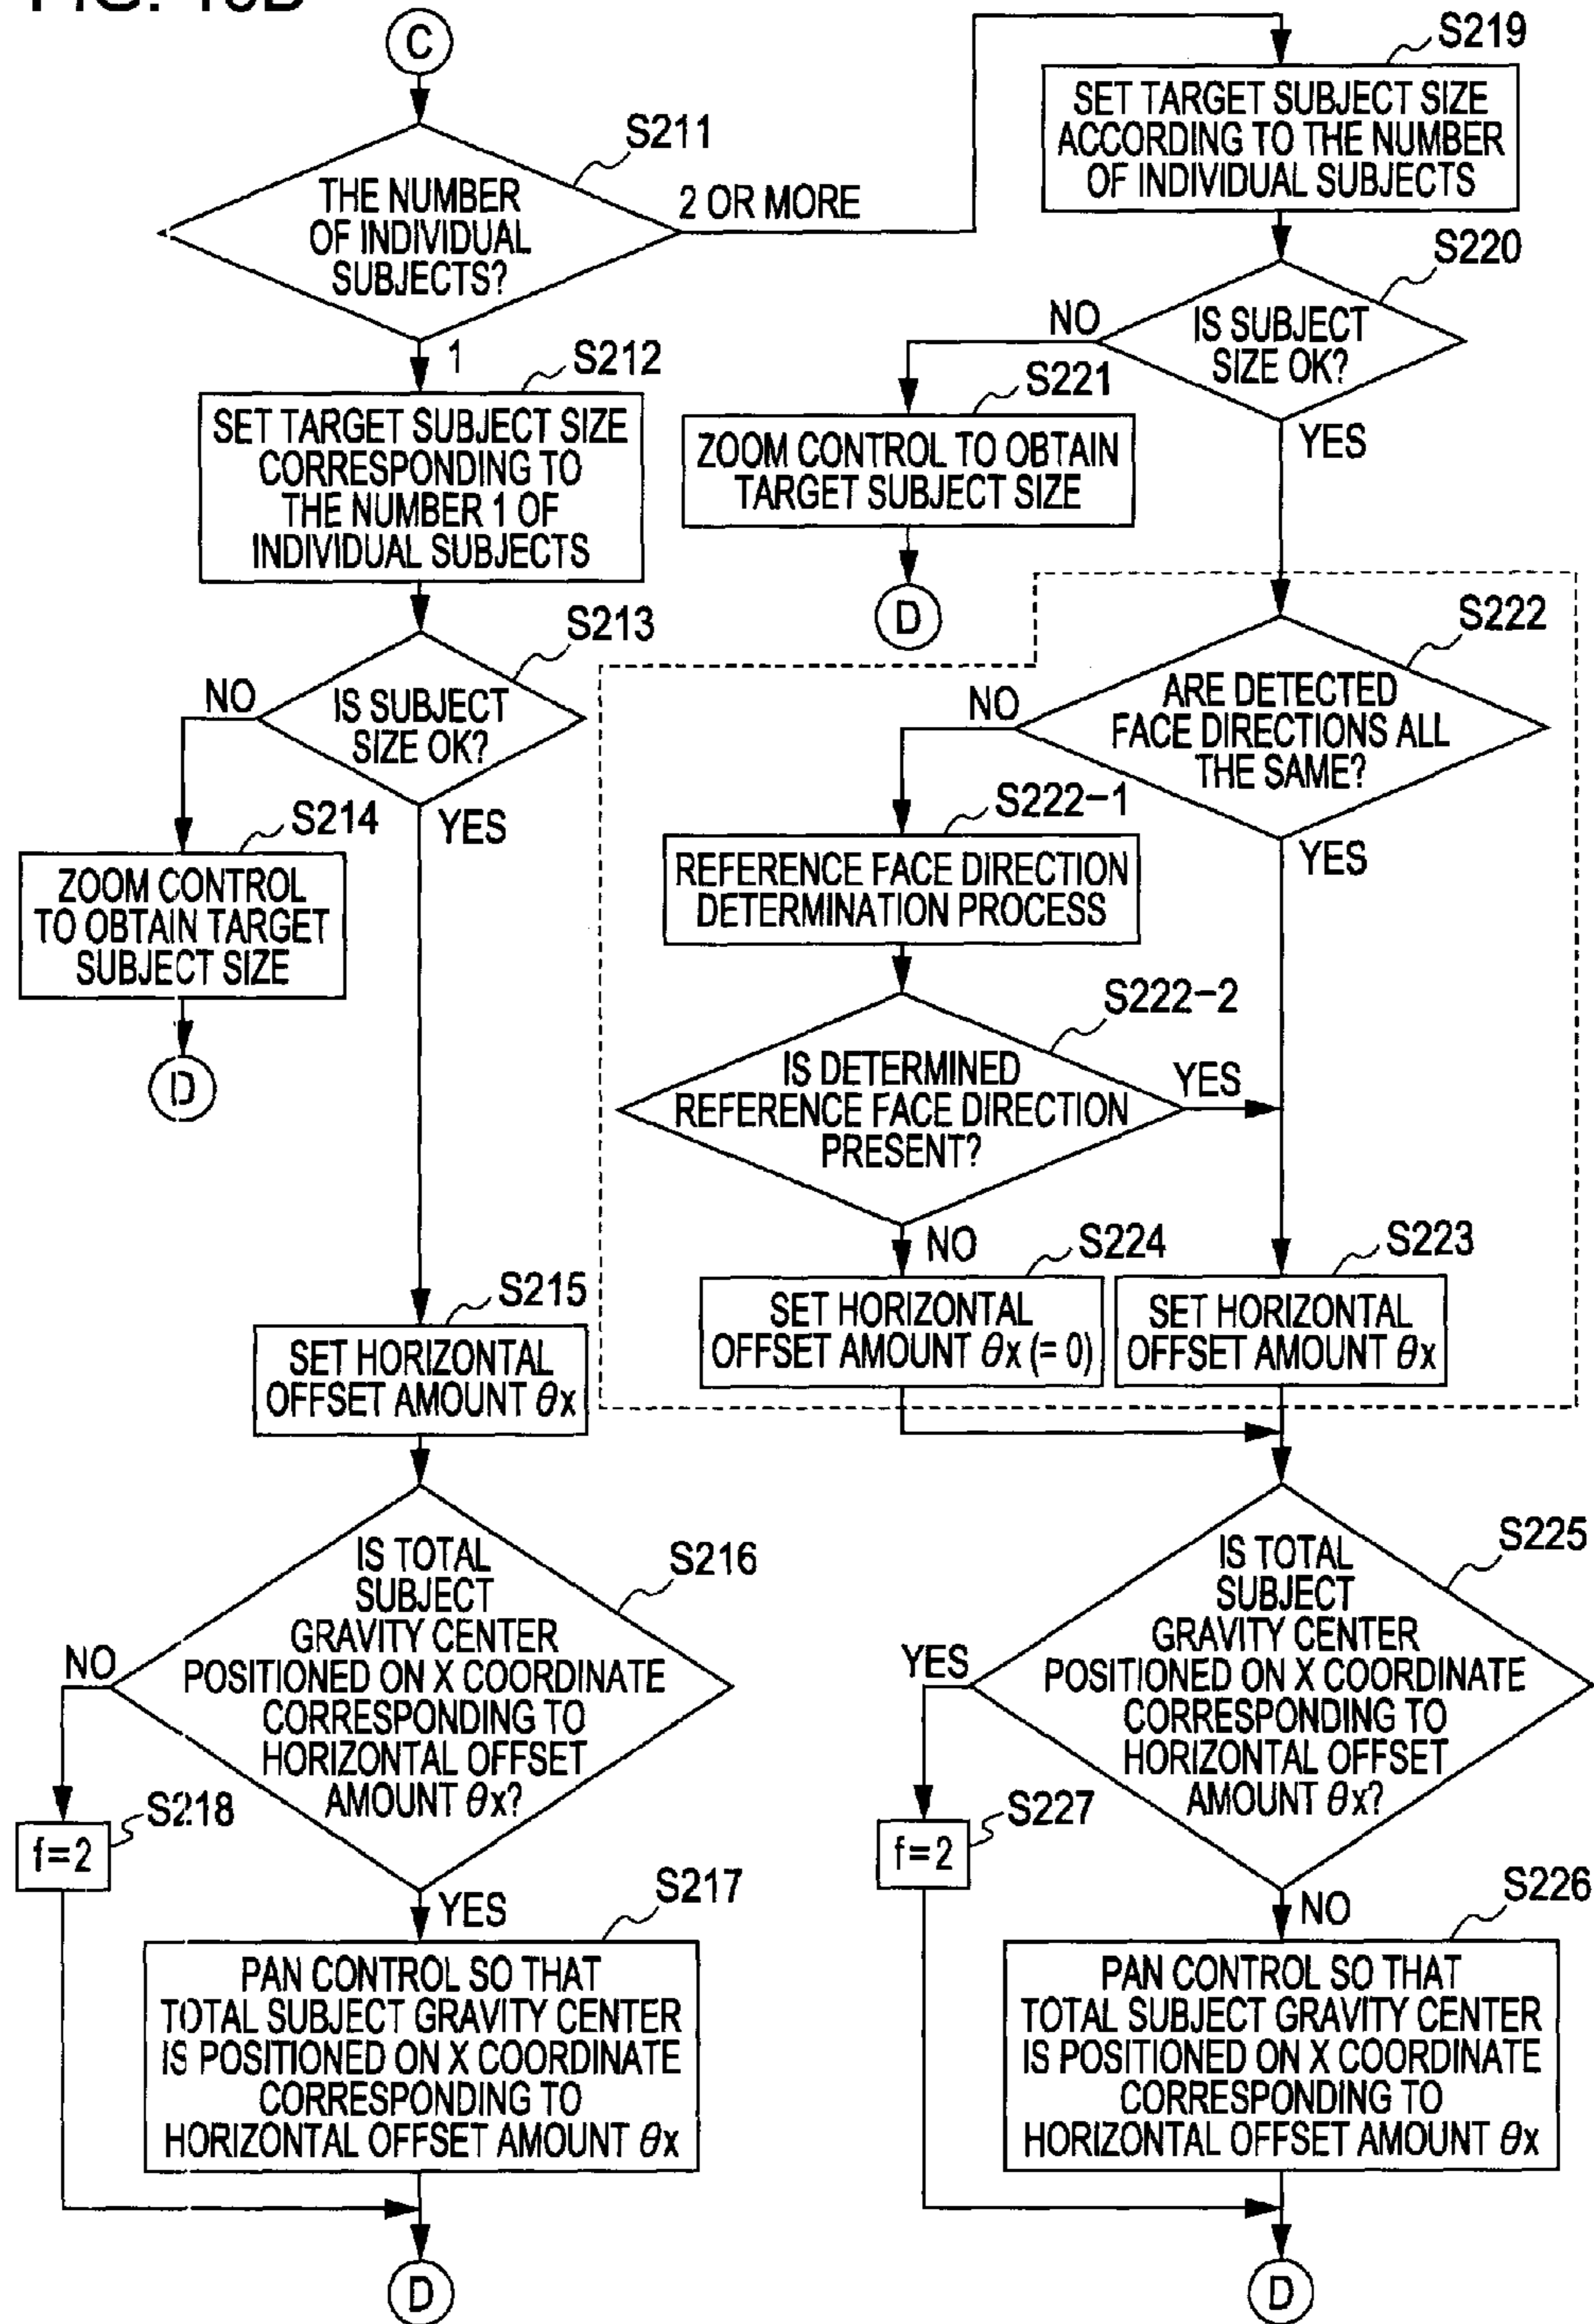 C
S211
THE NUMBER
OF INDIVIDUAL
SUBJECTS?
2 OR MORE
1
S212
SET TARGET SUBJECT SIZE
CORRESPONDING TO
THE NUMBER 1 OF
INDIVIDUAL SUBJECTS
S213
IS SUBJECT
SIZE OK?
NO
YES
S214
ZOOM CONTROL
TO OBTAIN TARGET
SUBJECT SIZE
D
S215
SET HORIZONTAL
OFFSET AMOUNT θx
S216
IS TOTAL
SUBJECT
GRAVITY CENTER
POSITIONED ON X COORDINATE
CORRESPONDING TO
HORIZONTAL OFFSET
AMOUNT θx?
NO
S218
f=2
YES
S217
PAN CONTROL SO THAT
TOTAL SUBJECT GRAVITY CENTER
IS POSITIONED ON X COORDINATE
CORRESPONDING TO
HORIZONTAL OFFSET AMOUNT θx
D
S219
SET TARGET SUBJECT SIZE
ACCORDING TO THE NUMBER
OF INDIVIDUAL SUBJECTS
S220
IS SUBJECT
SIZE OK?
NO
YES
S221
ZOOM CONTROL TO OBTAIN
TARGET SUBJECT SIZE
D
S222
ARE DETECTED
FACE DIRECTIONS ALL
THE SAME?
NO
YES
S222-1
REFERENCE FACE DIRECTION
DETERMINATION PROCESS
S222-2
IS DETERMINED
REFERENCE FACE DIRECTION
PRESENT?
YES
NO
S224
SET HORIZONTAL
OFFSET AMOUNT θx (= 0)
S223
SET HORIZONTAL
OFFSET AMOUNT θx
S225
IS TOTAL
SUBJECT
GRAVITY CENTER
POSITIONED ON X COORDINATE
CORRESPONDING TO
HORIZONTAL OFFSET
AMOUNT θx?
YES
S227
f=2
NO
S226
PAN CONTROL SO THAT
TOTAL SUBJECT GRAVITY CENTER
IS POSITIONED ON X COORDINATE
CORRESPONDING TO
HORIZONTAL OFFSET AMOUNT θx
D